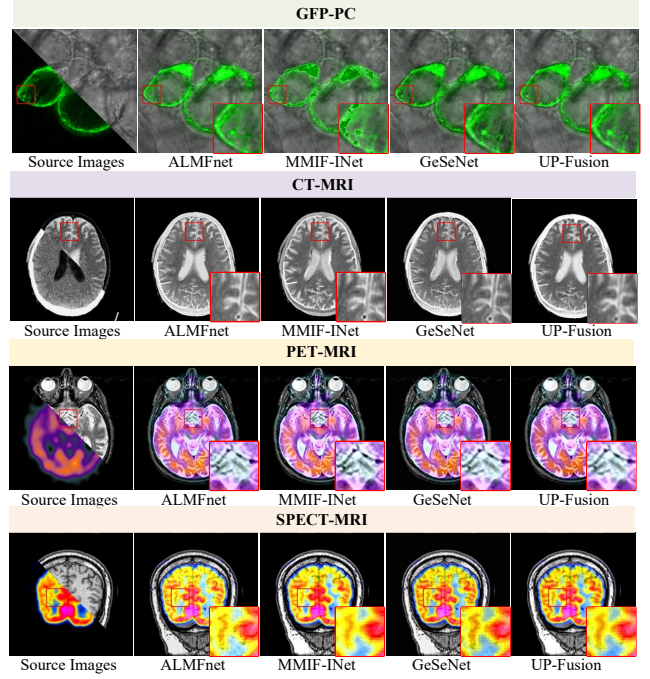 GFP-PC
Source Images ALMFnet MMIF-INet GeSeNet UP-Fusion
CT-MRI
Source Images ALMFnet MMIF-INet GeSeNet UP-Fusion
PET-MRI
Source Images ALMFnet MMIF-INet GeSeNet UP-Fusion
SPECT-MRI
Source Images ALMFnet MMIF-INet GeSeNet UP-Fusion